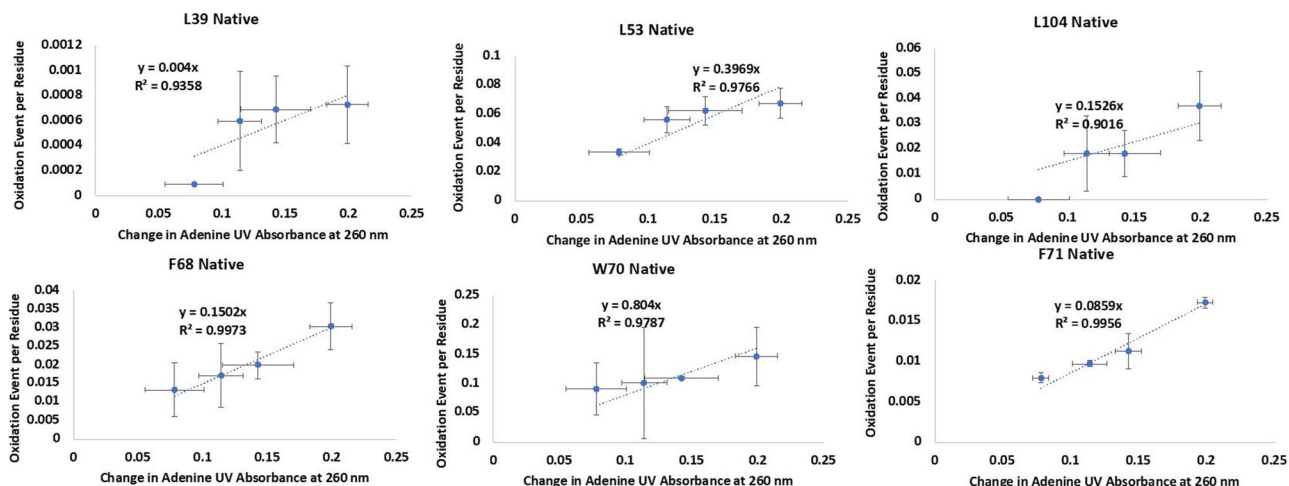 L39 Native
Oxidation Event per Residue
0.0012
0.001
0.0008
0.0006
0.0004
0.0002
0
y = 0.004x
R² = 0.9358
0 0.05 0.1 0.15 0.2 0.25
Change in Adenine UV Absorbance at 260 nm
L53 Native
Oxidation Event per Residue
0.1
0.08
0.06
0.04
0.02
0
y = 0.3969x
R² = 0.9766
0 0.05 0.1 0.15 0.2 0.25
Change in Adenine UV Absorbance at 260 nm
L104 Native
Oxidation Event per Residue
0.06
0.05
0.04
0.03
0.02
0.01
0
y = 0.1526x
R² = 0.9016
0 0.05 0.1 0.15 0.2 0.25
Change in Adenine UV Absorbance at 260 nm
F68 Native
Oxidation Event per Residue
0.04
0.035
0.03
0.025
0.02
0.015
0.01
0.005
0
y = 0.1502x
R² = 0.9973
0 0.05 0.1 0.15 0.2 0.25
Change in Adenine UV Absorbance at 260 nm
W70 Native
Oxidation Event per Residue
0.25
0.2
0.15
0.1
0.05
0
y = 0.804x
R² = 0.9787
0 0.05 0.1 0.15 0.2 0.25
Change in Adenine UV Absorbance at 260 nm
F71 Native
Oxidation Event per Residue
0.02
0.015
0.01
0.005
0
y = 0.0859x
R² = 0.9956
0 0.05 0.1 0.15 0.2 0.25
Change in Adenine UV Absorbance at 260 nm